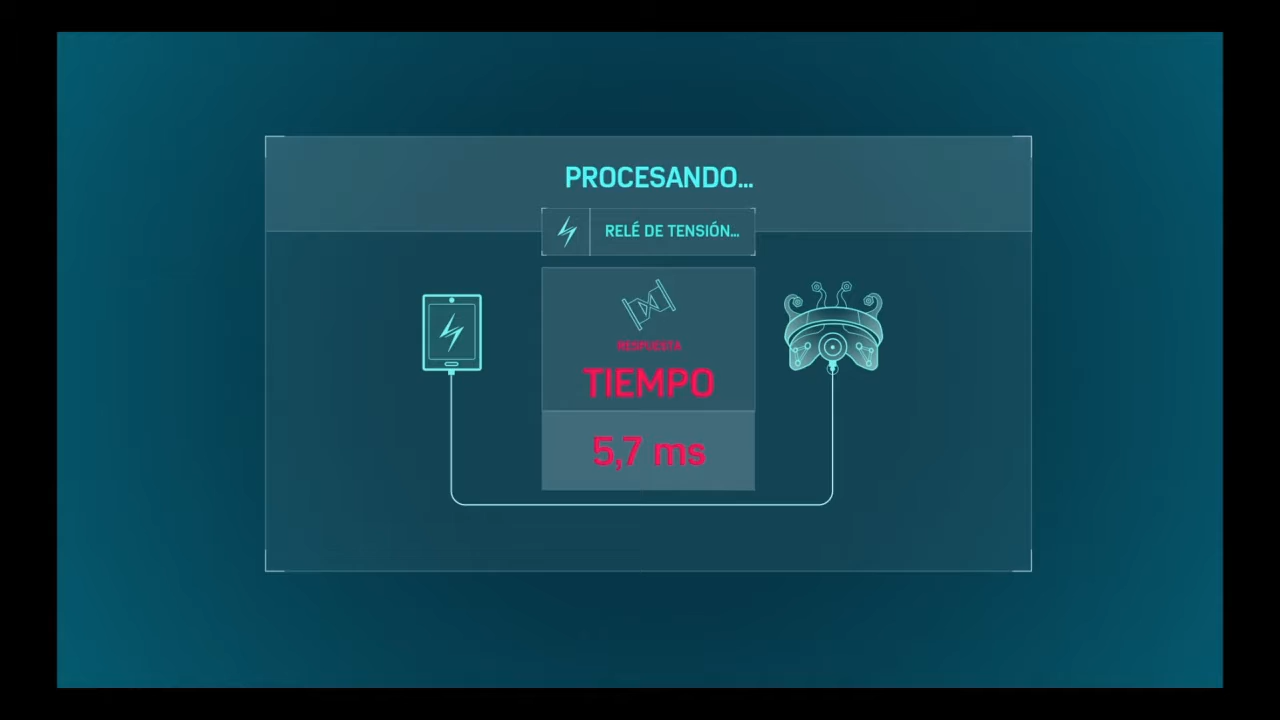 PROCESANDO...
RELÉ DE TENSIÓN...
RESPUESTA
TIEMPO
5,7 ms